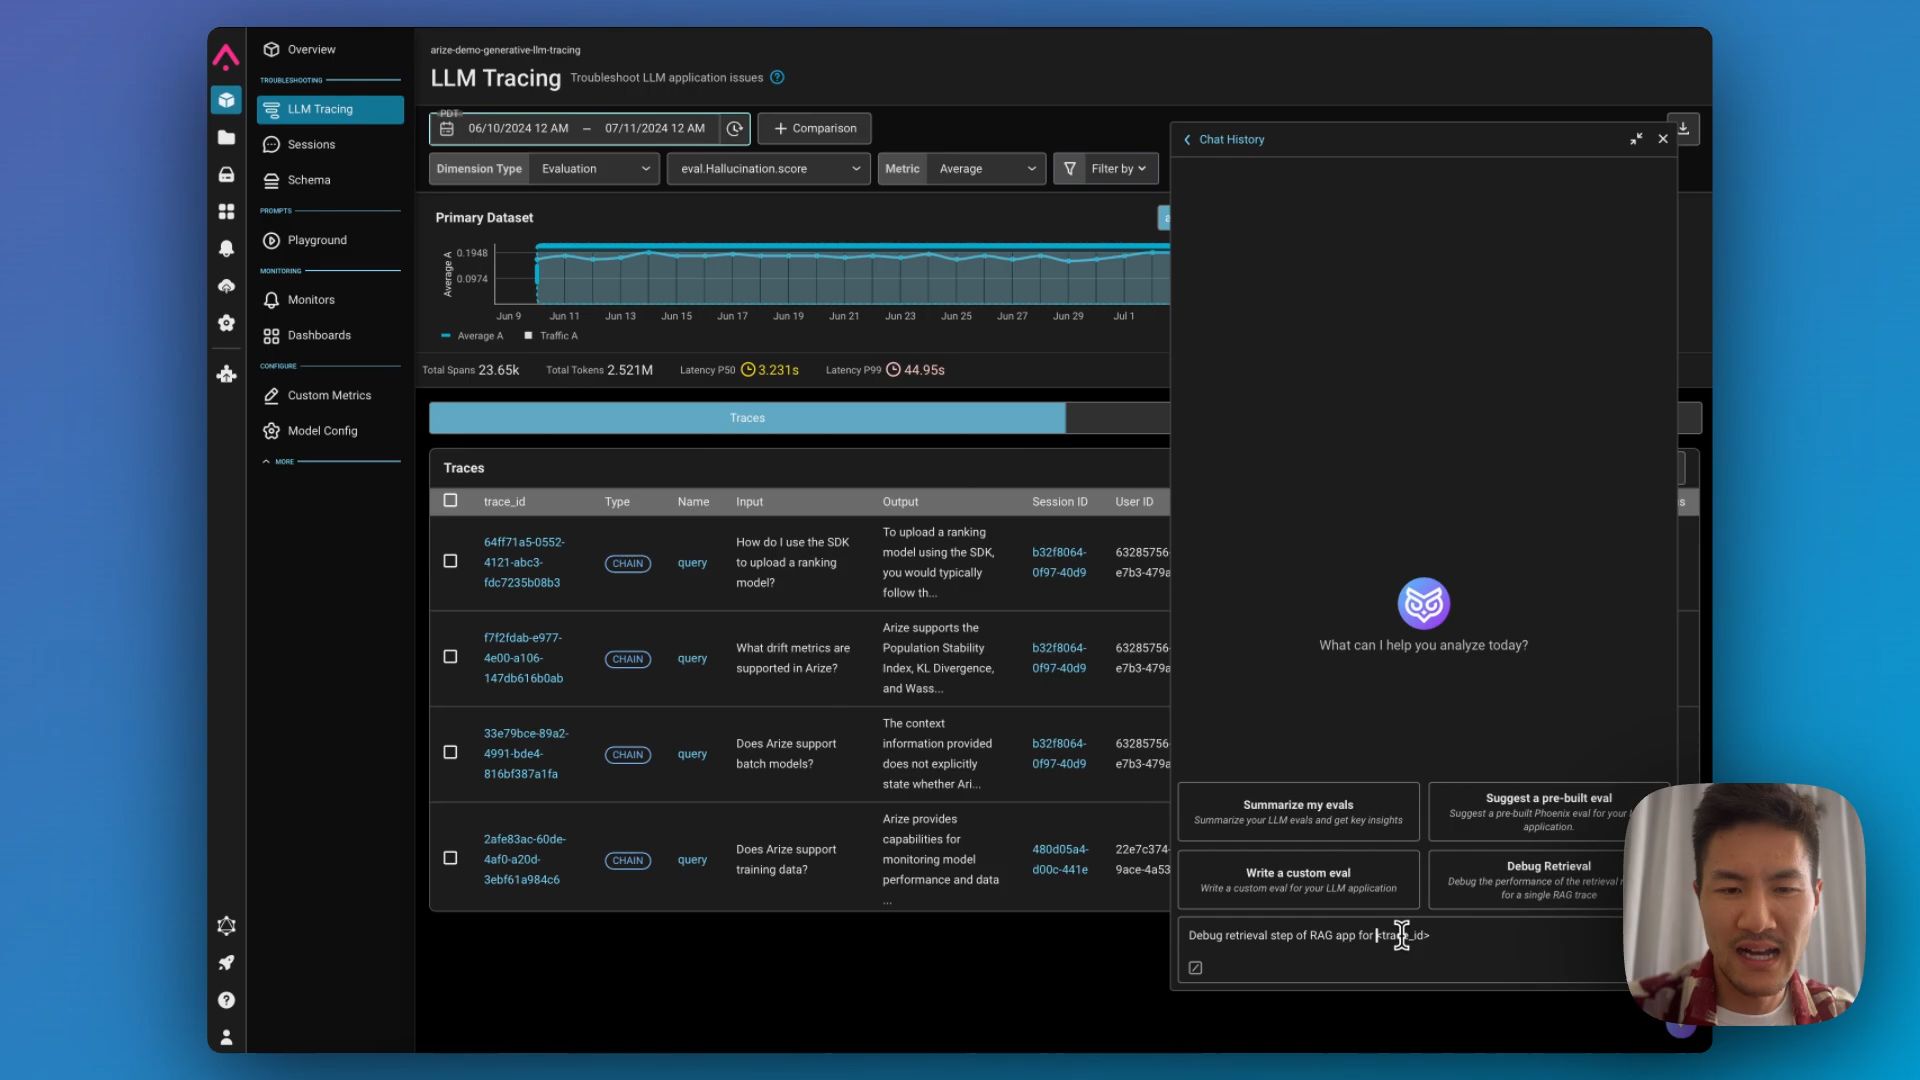 Overview
TROUBLESHOOTING
LLM Tracing
Sessions
Schema
PROMPTS
Playground
MONITORING
Monitors
Dashboards
CONFIGURE
Custom Metrics
Model Config
MORE
arize-demo-generative-llm-tracing
LLM Tracing Troubleshoot LLM application issues
PDT
06/10/2024 12 AM – 07/11/2024 12 AM
+ Comparison
Dimension Type Evaluation
eval.Hallucination.score
Metric Average
Filter by
Primary Dataset
Average A
0.1948
0.0974
Jun 9 Jun 11 Jun 13 Jun 15 Jun 17 Jun 19 Jun 21 Jun 23 Jun 25 Jun 27 Jun 29 Jul 1
Average A Traffic A
Total Spans 23.65k Total Tokens 2.521M Latency P50 3.231s Latency P99 44.95s
Traces
Traces
trace_id Type Name Input Output Session ID User ID
64ff71a5-0552-
4121-abc3-
fdc7235b08b3
CHAIN
query
How do I use the SDK
to upload a ranking
model?
To upload a ranking
model using the SDK,
you would typically
follow th...
b32f8064-
0f97-40d9
63285756-
e7b3-479a
f7f2fdab-e977-
4e00-a106-
147db616b0ab
CHAIN
query
What drift metrics are
supported in Arize?
Arize supports the
Population Stability
Index, KL Divergence,
and Wass...
b32f8064-
0f97-40d9
63285756-
e7b3-479a
33e79bce-89a2-
4991-bde4-
816bf387a1fa
CHAIN
query
Does Arize support
batch models?
The context
information provided
does not explicitly
state whether Ari...
b32f8064-
0f97-40d9
63285756-
e7b3-479a
2afe83ac-60de-
4af0-a20d-
3ebf61a984c6
CHAIN
query
Does Arize support
training data?
Arize provides
capabilities for
monitoring model
performance and data
...
480d05a4-
d00c-441e
22e7c374-
9ace-4a53
Chat History
What can I help you analyze today?
Summarize my evals
Summarize your LLM evals and get key insights
Suggest a pre-built eval
Suggest a pre-built Phoenix eval for your
application.
Write a custom eval
Write a custom eval for your LLM application
Debug Retrieval
Debug the performance of the retrieval
for a single RAG trace
Debug retrieval step of RAG app for <trace_id>